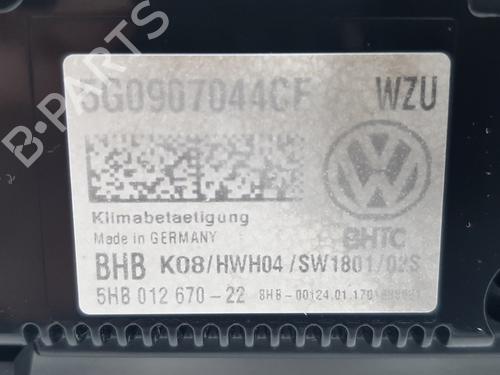 5G0907044CF WZU
Klimabetaetigung
BHTC
Made in GERMANY
BHB K08/HWH04/SW1801/02S
5HB 012 670-22
B-PARTS